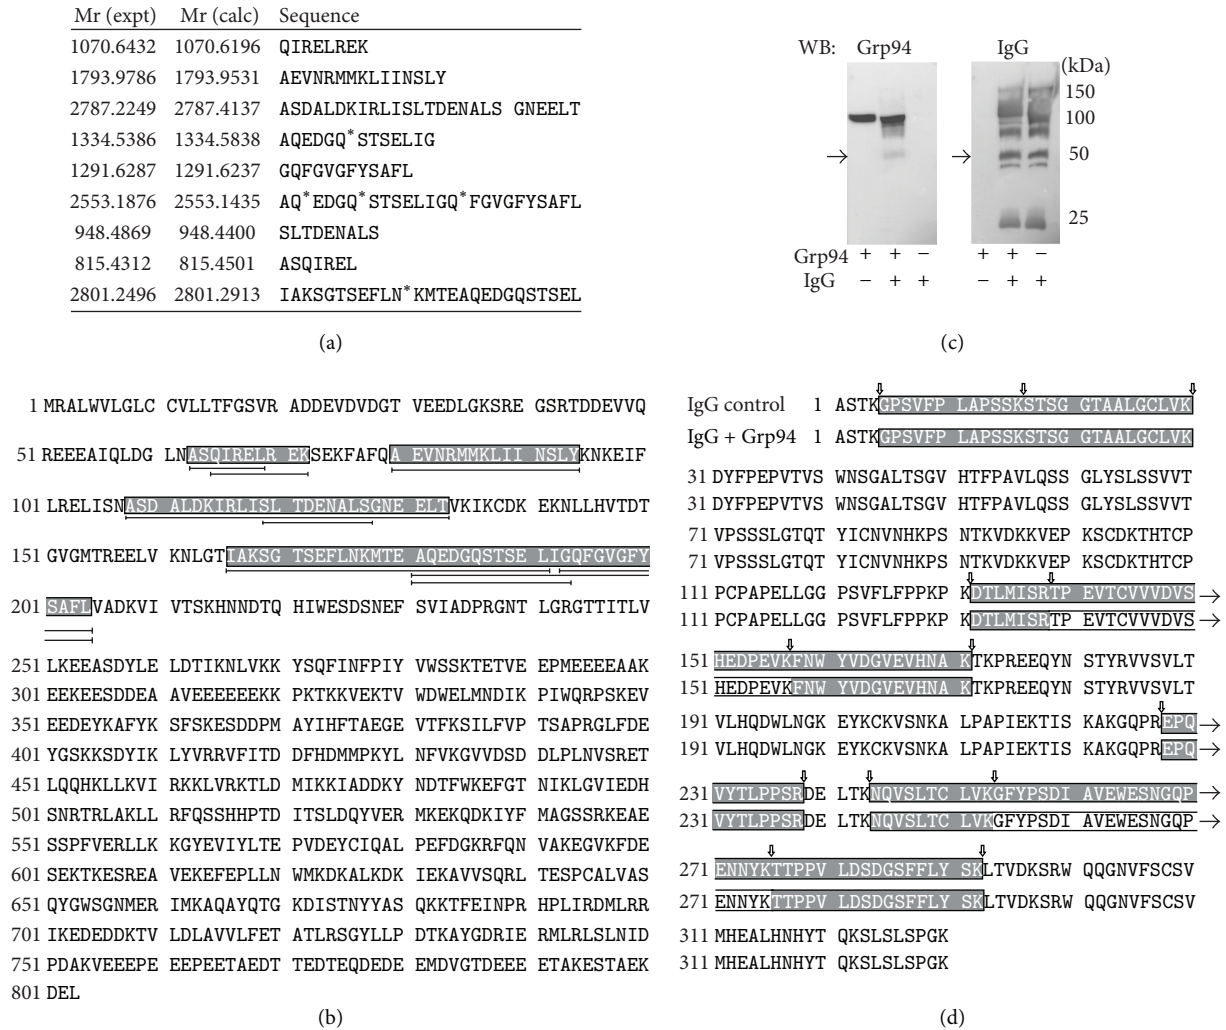 Mr (expt) Mr (calc) Sequence
1070.6432 1070.6196 QIRELREK
1793.9786 1793.9531 AEVNRMMKLIINSLY
2787.2249 2787.4137 ASDALDKIRLISLTDENALS GNEELT
1334.5386 1334.5838 AQEDGQ*STSELIG
1291.6287 1291.6237 GQFGVGFYSAFL
2553.1876 2553.1435 AQ*EDGQ*STSELIGQ*FGVGFYSAFL
948.4869 948.4400 SLTDENALS
815.4312 815.4501 ASQIREL
2801.2496 2801.2913 IAKSGTSEFLN*KMTEAQEDGQSTSEL
(a)
WB: Grp94 IgG
(kDa)
150
100
50
25
Grp94 + + − + + −
IgG − + + − + +
(c)
1 MRALWVLGLC CVLLTFGSVR ADDEVDVDGT VEEDLGKSRE GSRTDDEVVQ
51 REEEAIQLDG LNASQIRELR EKSEKFAFQA EVNRMMKLII NSLYKNKEIF
101 LRELISNASD ALDKIRLISL TDENALSGNE ELTVKIKCDK EKNLLHVTDT
151 GVGMTREELV KNLGTIAKSG TSEFLNKMTE AQEDGQSTSE LIGQFGVGFY
201 SAFLVADKVI VTSKHNNDTQ HIWESDSNEF SVIADPRGNT LGRGTTITLV
251 LKEEASDYLE LDTIKNLVKK YSQFINFPIY VWSSKTETVE EPMEEEEAAK
301 EEKEESDDEA AVEEEEEEKK PKTKKVEKTV WDWELMNDIK PIWQRPSKEV
351 EEDEYKAFYK SFSKESDDPM AYIHFTAEGE VTFKSILFVP TSAPRGLFDE
401 YGSKKSDYIK LYVRRVFITD DFHDMMPKYL NFVKGVVDSD DLPLNVSRET
451 LQQHKLLKVI RKKLVRKTLD MIKKIADDKY NDTFWKEFGT NIKLGVIEDH
501 SNRTRLAKLL RFQSSHHPTD ITSLDQYVER MKEKQDKIYF MAGSSRKEAE
551 SSPFVERLLK KGYEVIYLTE PVDEYCIQAL PEFDGKRFQN VAKEGVKFDE
601 SEKTKESREA VEKEFEPLLN WMKDKALKDK IEKAVVSQRL TESPCALVAS
651 QYGWSGNMER IMKAQAYQTG KDISTNYYAS QKKTFEINPR HPLIRDMLRR
701 IKEDEDDKTV LDLAVVLFET ATLRSGYLLP DTKAYGDRIE RMLRLSLNID
751 PDAKVEEEPE EEPEETAEDT TEDTEQDEDE EMDVGTDEEE ETAKESTAEK
801 DEL
(b)
IgG control 1 ASTKGPSVFP LAPSSKSTSG GTAALGCLVK
IgG + Grp94 1 ASTKGPSVFP LAPSSKSTSG GTAALGCLVK
31 DYFPEPVTVS WNSGALTSGV HTFPAVLQSS GLYSLSSVVT
31 DYFPEPVTVS WNSGALTSGV HTFPAVLQSS GLYSLSSVVT
71 VPSSSLGTQT YICNVNHKPS NTKVDKKVEP KSCDKTHTCP
71 VPSSSLGTQT YICNVNHKPS NTKVDKKVEP KSCDKTHTCP
111 PCPAPELLGG PSVFLFPPKP KDTLMISRTP EVTCVVVDVS
111 PCPAPELLGG PSVFLFPPKP KDTLMISRTP EVTCVVVDVS
151 HEDPEVKFNW YVDGVEVHNA KTKPREEQYN STYRVVSVLT
151 HEDPEVKFNW YVDGVEVHNA KTKPREEQYN STYRVVSVLT
191 VLHQDWLNGK EYKCKVSNKA LPAPIEKTIS KAKGQPREPQ
191 VLHQDWLNGK EYKCKVSNKA LPAPIEKTIS KAKGQPREPQ
231 VYTLPPSRDE LTKNQVSLTC LVKGFYPSDI AVEWESNGQP
231 VYTLPPSRDE LTKNQVSLTC LVKGFYPSDI AVEWESNGQP
271 ENNYKTTPPV LDSDGSFFLY SKLTVDKSRW QQGNVFSCSV
271 ENNYKTTPPV LDSDGSFFLY SKLTVDKSRW QQGNVFSCSV
311 MHEALHNHYT QKSLSLSPGK
311 MHEALHNHYT QKSLSLSPGK
(d)